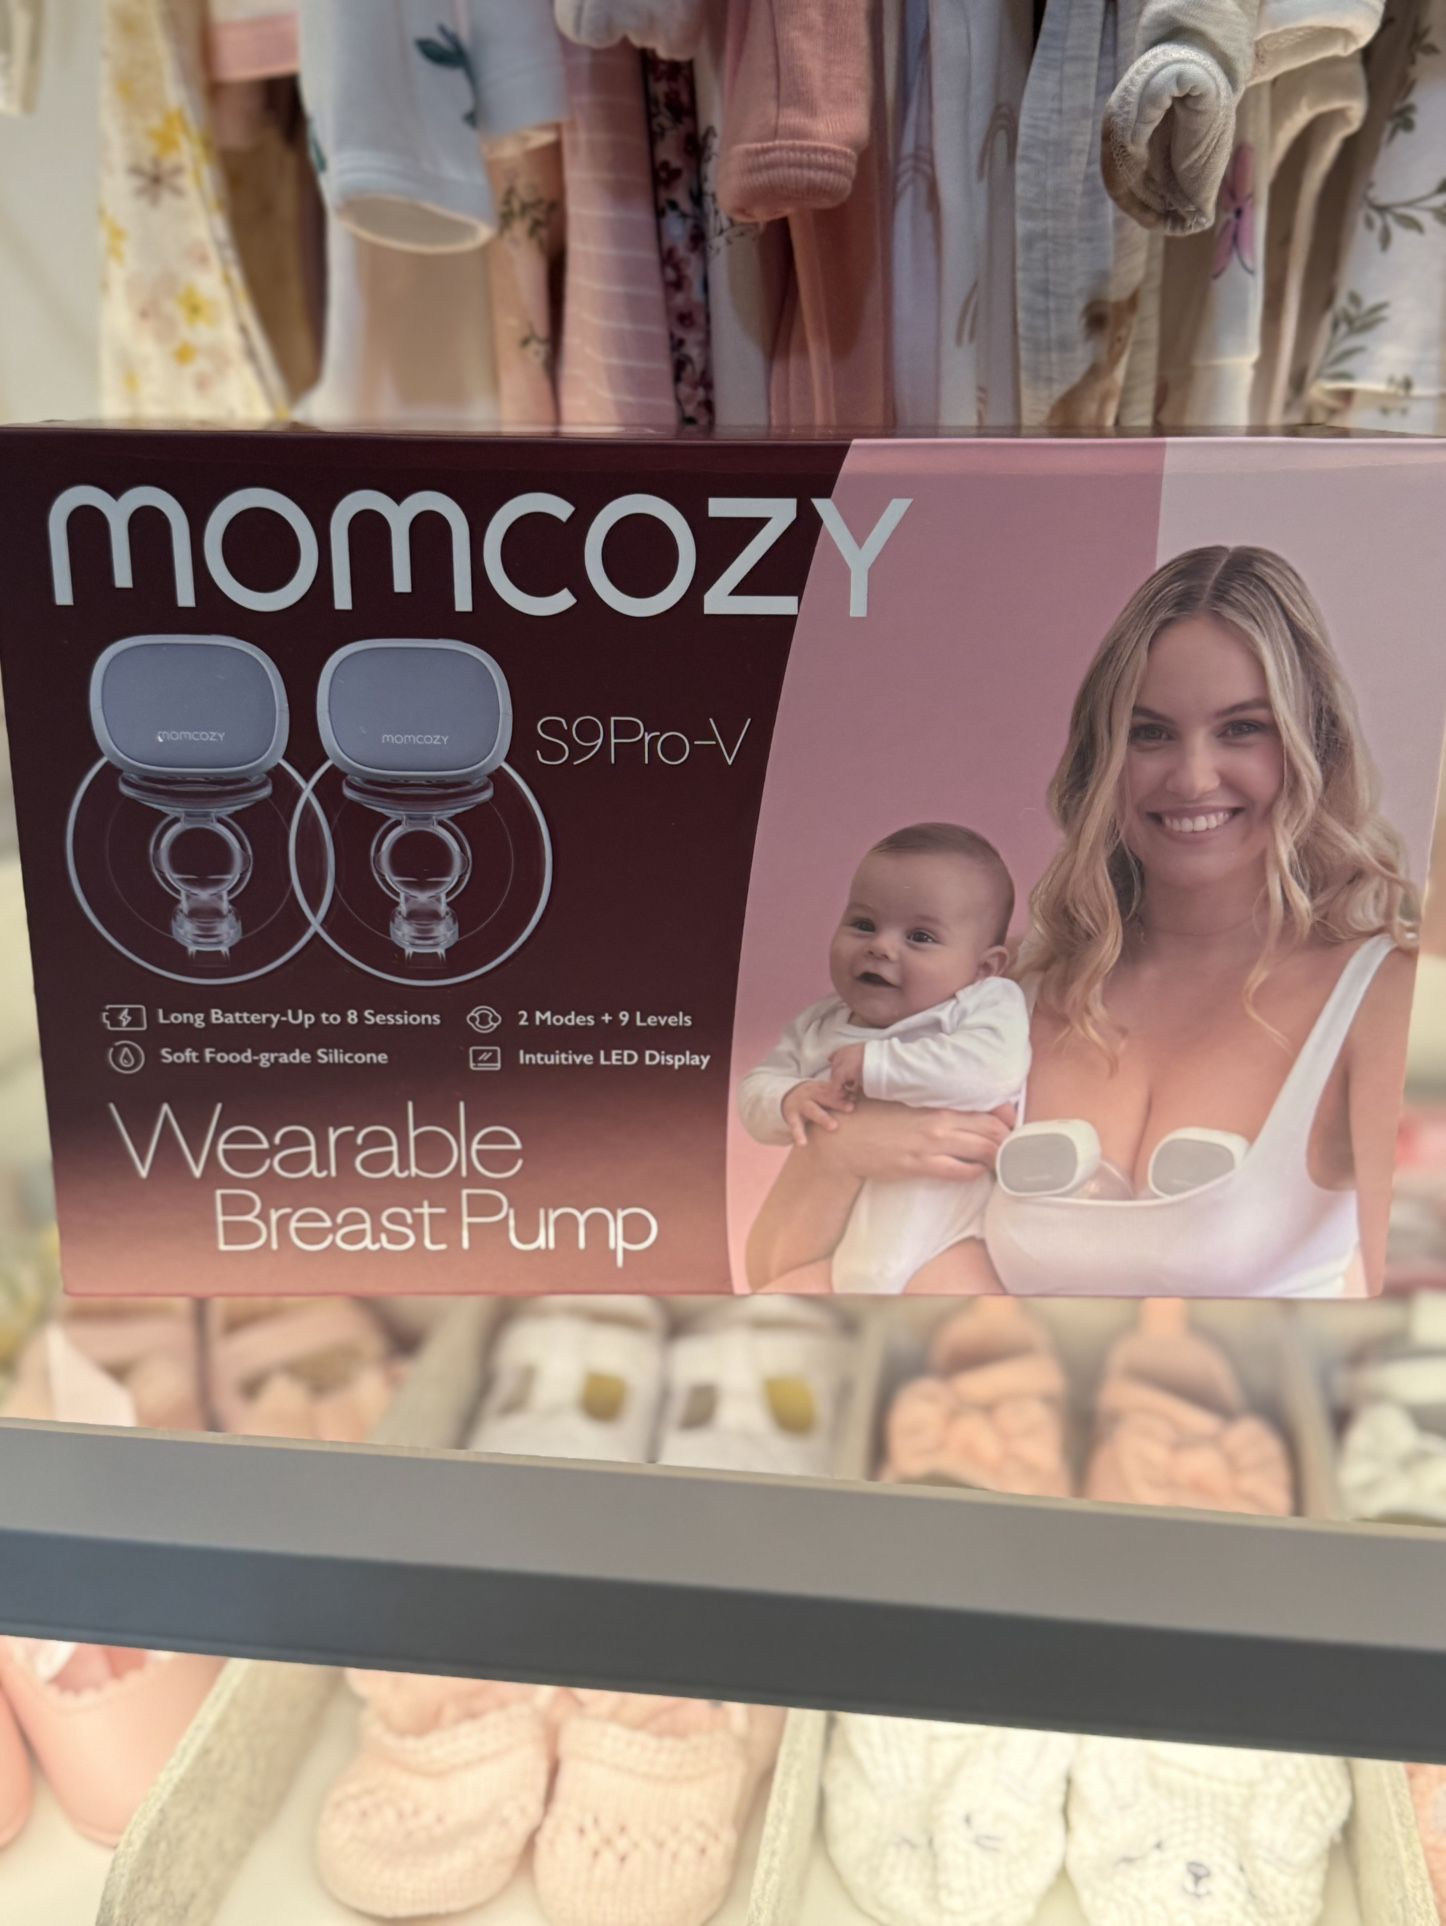 momcozy
momcozy
momcozy
S9Pro-V
Long Battery-Up to 8 Sessions
2 Modes + 9 Levels
Soft Food-grade Silicone
Intuitive LED Display
Wearable
Breast Pump